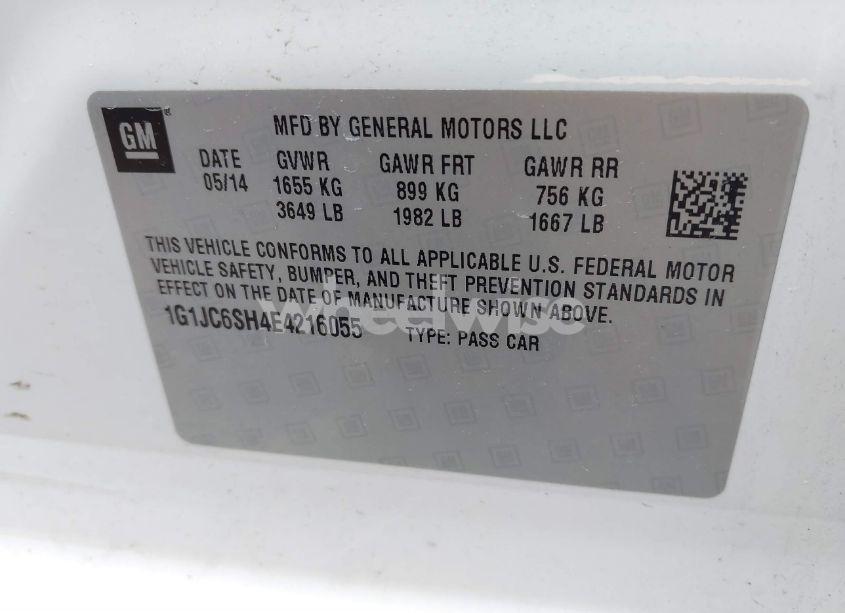 GM
MFD BY GENERAL MOTORS LLC
DATE GVWR GAWR FRT GAWR RR
05/14 1655 KG 899 KG 756 KG
3649 LB 1982 LB 1667 LB
THIS VEHICLE CONFORMS TO ALL APPLICABLE U.S. FEDERAL MOTOR
VEHICLE SAFETY, BUMPER, AND THEFT PREVENTION STANDARDS IN
EFFECT ON THE DATE OF MANUFACTURE SHOWN ABOVE.
1G1JC6SH4E4216055 TYPE: PASS CAR
wheelwise